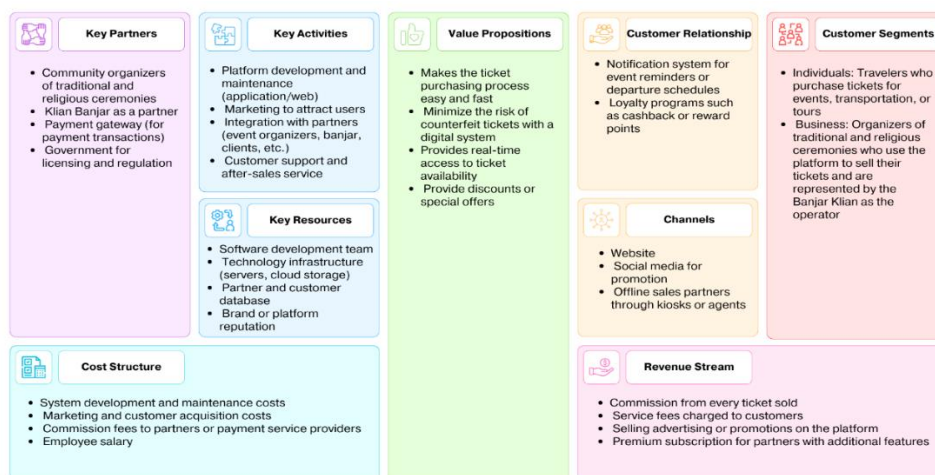 Key Partners
• Community organizers
of traditional and
religious ceremonies
• Klian Banjar as a partner
• Payment gateway (for
payment transactions)
• Government for
licensing and regulation
Key Activities
• Platform development and
maintenance
(application/web)
• Marketing to attract users
• Integration with partners
(event organizers, banjar,
clients, etc.)
• Customer support and
after-sales service
Key Resources
• Software development team
• Technology infrastructure
(servers, cloud storage)
• Partner and customer
database
• Brand or platform
reputation
Value Propositions
• Makes the ticket
purchasing process
easy and fast
• Minimize the risk of
counterfeit tickets with a
digital system
• Provides real-time
access to ticket
availability
• Provide discounts or
special offers
Customer Relationship
• Notification system for
event reminders or
departure schedules
• Loyalty programs such
as cashback or reward
points
Channels
• Website
• Social media for
promotion
• Offline sales partners
through kiosks or agents
Customer Segments
• Individuals: Travelers who
purchase tickets for
events, transportation, or
tours
• Business: Organizers of
traditional and religious
ceremonies who use the
platform to sell their
tickets and are
represented by the
Banjar Klian as the
operator
Cost Structure
• System development and maintenance costs
• Marketing and customer acquisition costs
• Commission fees to partners or payment service providers
• Employee salary
Revenue Stream
• Commission from every ticket sold
• Service fees charged to customers
• Selling advertising or promotions on the platform
• Premium subscription for partners with additional features